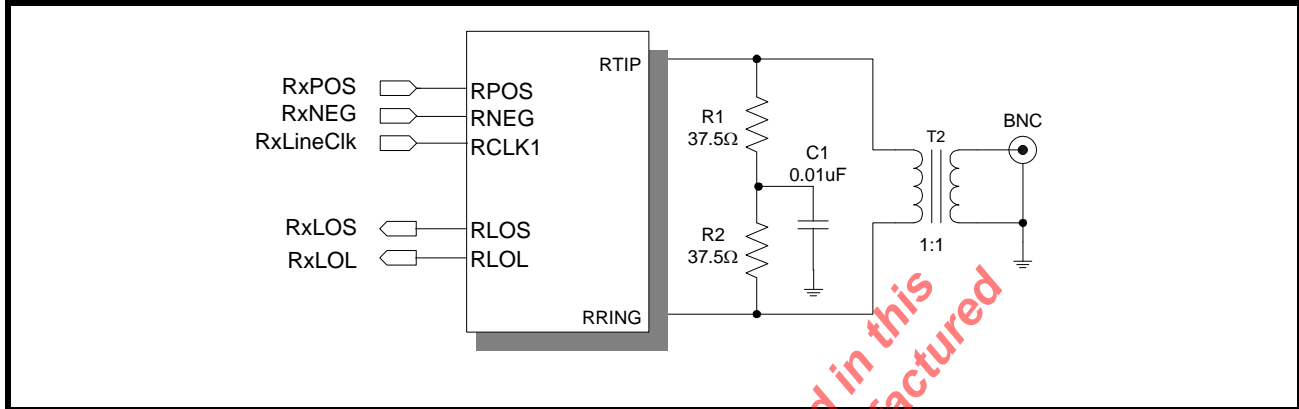 RTIP
RxPOS
RPOS
RxNEG
RNEG
RxLineClk
RCLK1
R1
37.5Ω
C1
0.01uF
T2
BNC
RxLOS
RLOS
RxLOL
RLOL
R2
37.5Ω
1:1
RRING
in this
factured